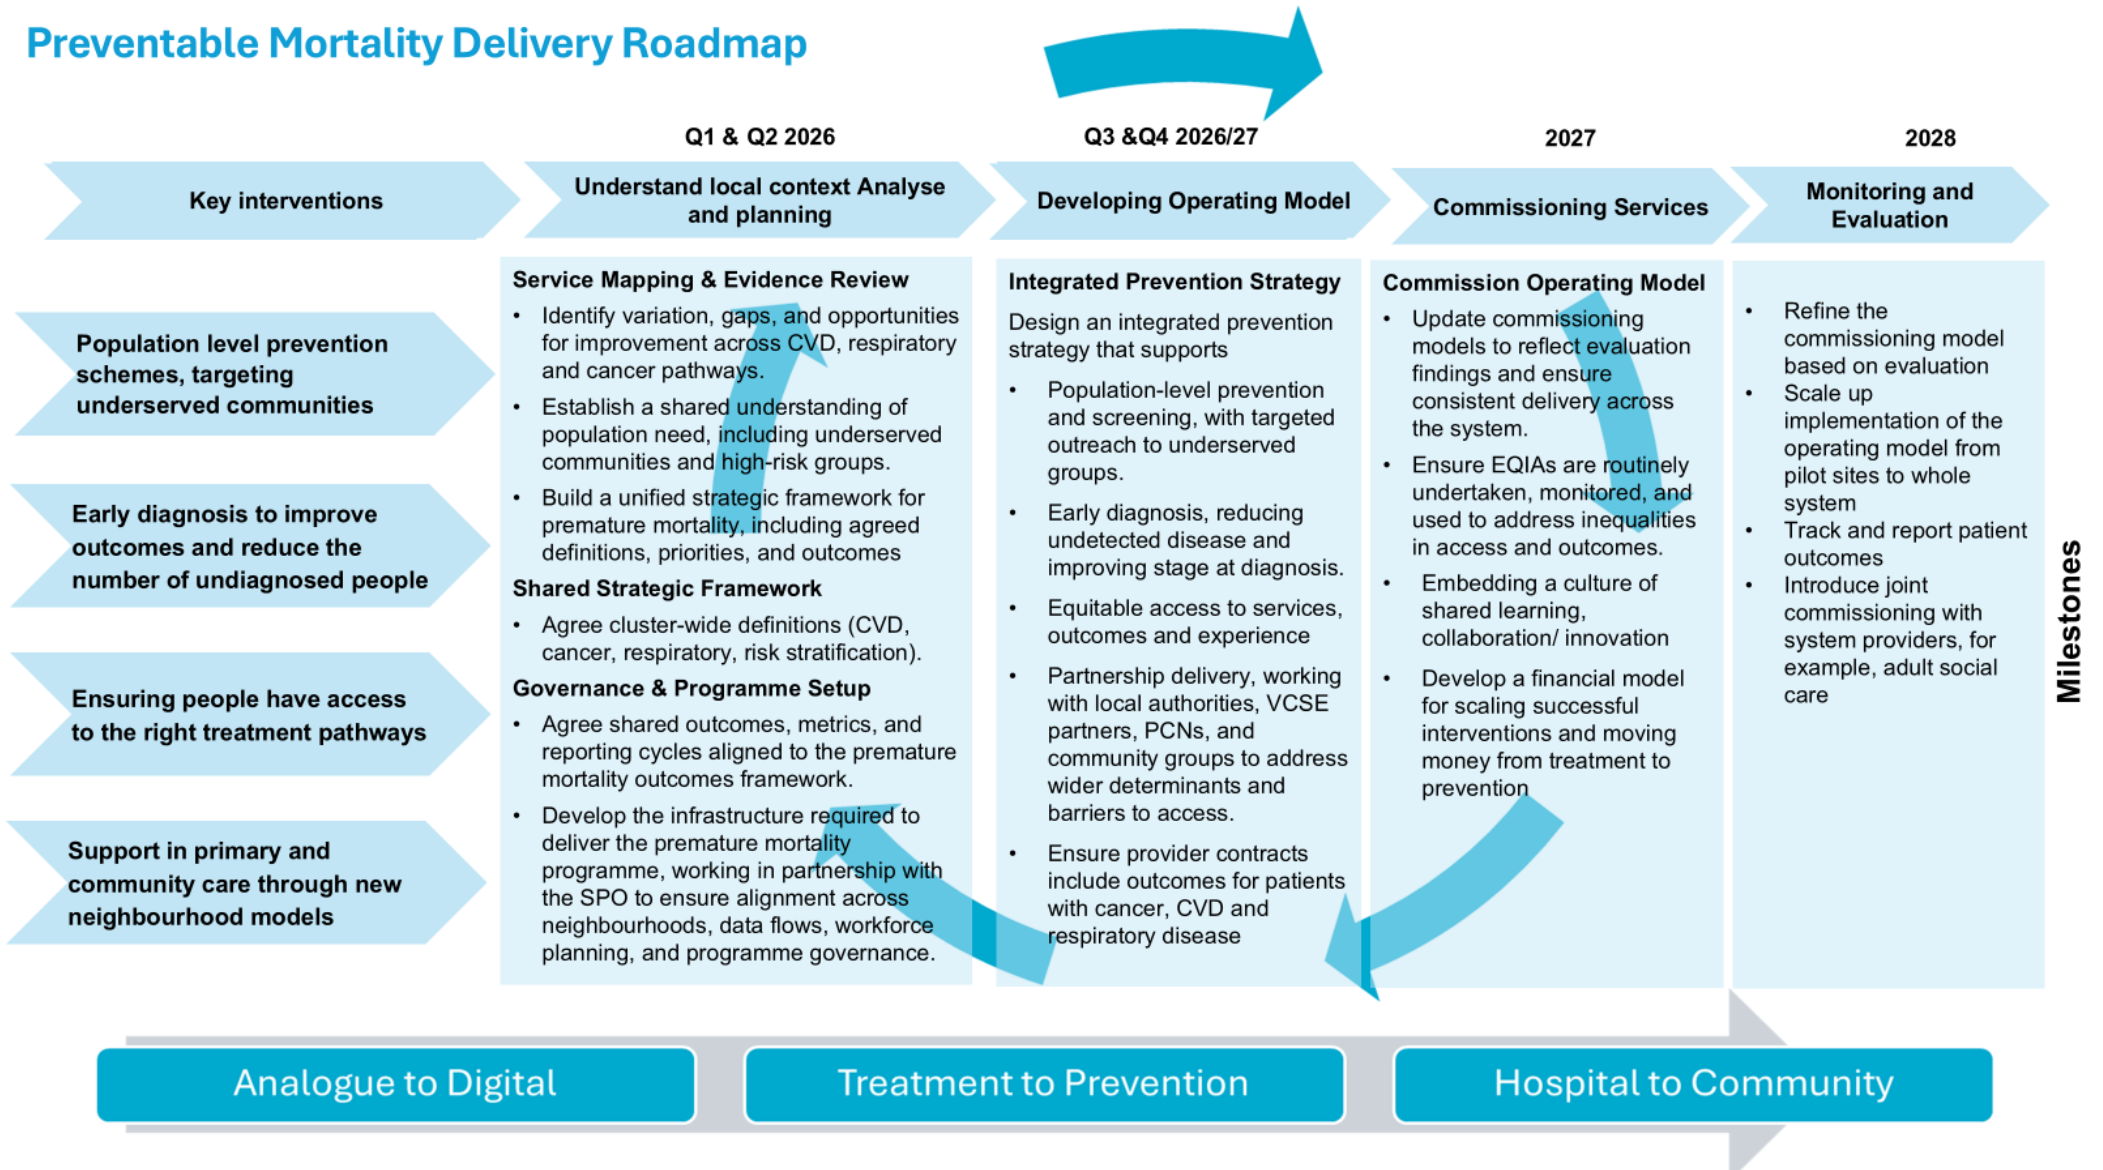 Preventable Mortality Delivery Roadmap
Q1 & Q2 2026
Q3 &Q4 2026/27
2027
2028
Key interventions
Understand local context Analyse
and planning
Developing Operating Model
Commissioning Services
Monitoring and
Evaluation
Population level prevention
schemes, targeting
underserved communities
Early diagnosis to improve
outcomes and reduce the
number of undiagnosed people
Ensuring people have access
to the right treatment pathways
Support in primary and
community care through new
neighbourhood models
Service Mapping & Evidence Review
• Identify variation, gaps, and opportunities
for improvement across CVD, respiratory
and cancer pathways.
• Establish a shared understanding of
population need, including underserved
communities and high-risk groups.
• Build a unified strategic framework for
premature mortality, including agreed
definitions, priorities, and outcomes
Shared Strategic Framework
• Agree cluster-wide definitions (CVD,
cancer, respiratory, risk stratification).
Governance & Programme Setup
• Agree shared outcomes, metrics, and
reporting cycles aligned to the premature
mortality outcomes framework.
• Develop the infrastructure required to
deliver the premature mortality
programme, working in partnership with
the SPO to ensure alignment across
neighbourhoods, data flows, workforce
planning, and programme governance.
Integrated Prevention Strategy
Design an integrated prevention
strategy that supports
• Population-level prevention
and screening, with targeted
outreach to underserved
groups.
• Early diagnosis, reducing
undetected disease and
improving stage at diagnosis.
• Equitable access to services,
outcomes and experience
• Partnership delivery, working
with local authorities, VCSE
partners, PCNs, and
community groups to address
wider determinants and
barriers to access.
• Ensure provider contracts
include outcomes for patients
with cancer, CVD and
respiratory disease
Commission Operating Model
• Update commissioning
models to reflect evaluation
findings and ensure
consistent delivery across
the system.
• Ensure EQIAs are routinely
undertaken, monitored, and
used to address inequalities
in access and outcomes.
• Embedding a culture of
shared learning,
collaboration/ innovation
• Develop a financial model
for scaling successful
interventions and moving
money from treatment to
prevention
• Refine the
commissioning model
based on evaluation
• Scale up
implementation of the
operating model from
pilot sites to whole
system
• Track and report patient
outcomes
• Introduce joint
commissioning with
system providers, for
example, adult social
care
Milestones
Analogue to Digital
Treatment to Prevention
Hospital to Community